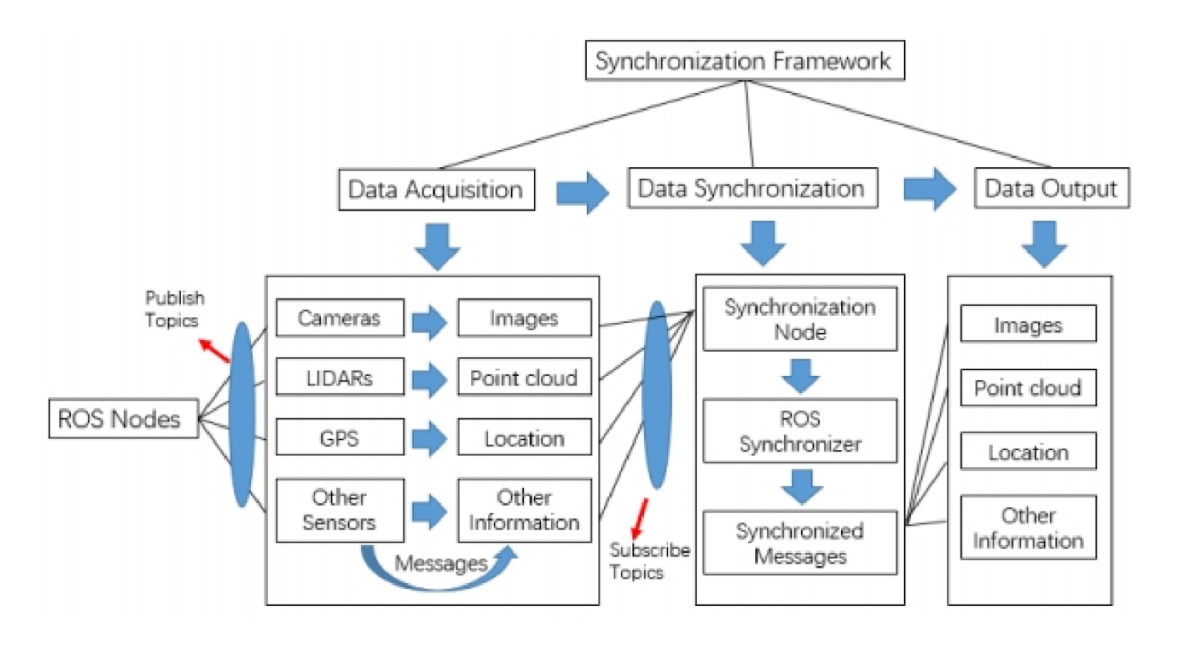 Synchronization Framework
Data Acquisition
Data Synchronization
Data Output
Publish
Topics
ROS Nodes
Cameras
Images
LIDARs
Point cloud
GPS
Location
Other
Sensors
Other
Information
Messages
Subscribe
Topics
Synchronization
Node
ROS
Synchronizer
Synchronized
Messages
Images
Point cloud
Location
Other
Information